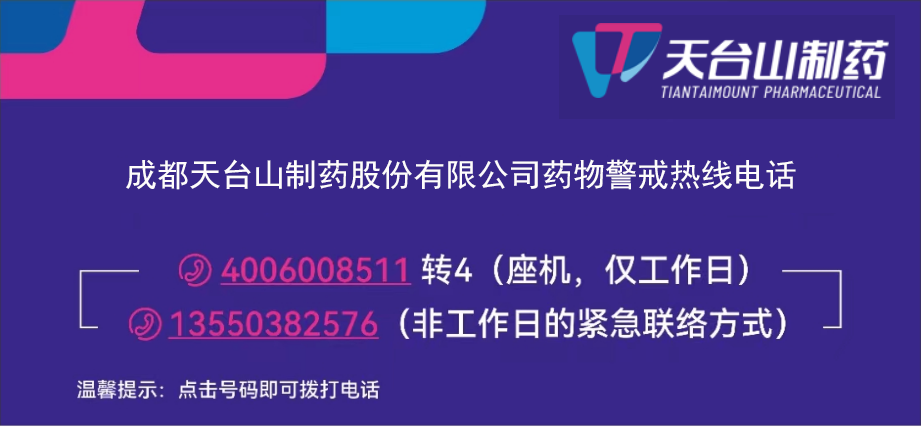 天台山制药
TIANTAIMOUNT PHARMACEUTICAL
成都天台山制药股份有限公司药物警戒热线电话
4006008511 转4（座机，仅工作日）
13550382576（非工作日的紧急联络方式）
温馨提示：点击号码即可拨打电话